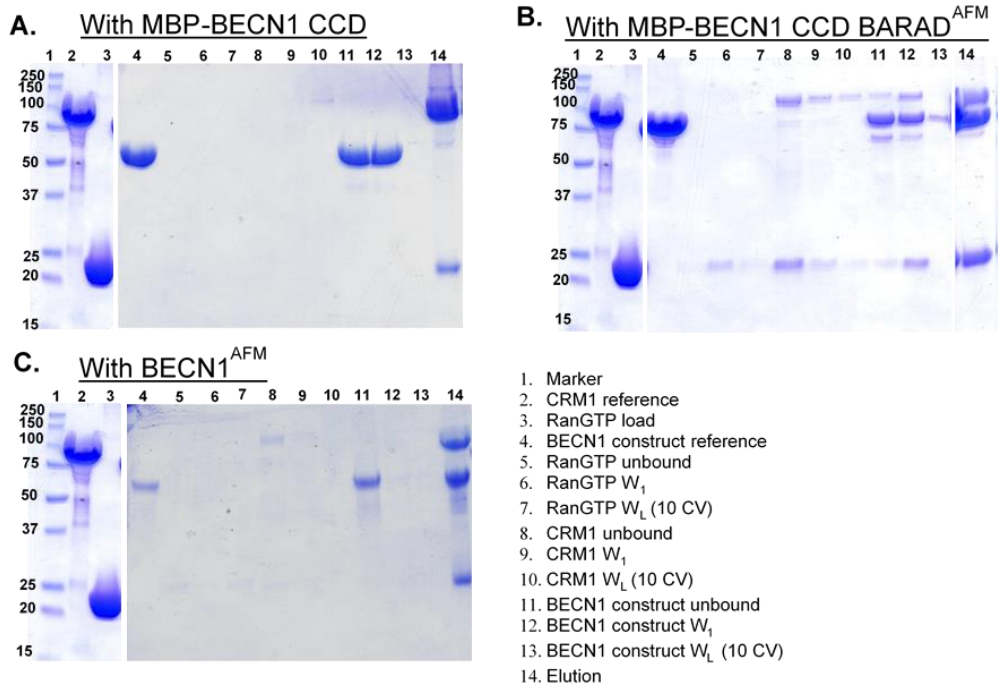 A.
With MBP-BECN1 CCD
1 2 3 4 5 6 7 8 9 10 11 12 13 14
250
150
100
75
50
37
25
20
15
B.
With MBP-BECN1 CCD BARAD^AFM
1 2 3 4 5 6 7 8 9 10 11 12 13 14
250
150
100
75
50
37
25
20
15
C.
With BECN1^AFM
1 2 3 4 5 6 7 8 9 10 11 12 13 14
250
150
100
75
50
37
25
20
15
1. Marker
2. CRM1 reference
3. RanGTP load
4. BECN1 construct reference
5. RanGTP unbound
6. RanGTP W₁
7. RanGTP W_L (10 CV)
8. CRM1 unbound
9. CRM1 W₁
10. CRM1 W_L (10 CV)
11. BECN1 construct unbound
12. BECN1 construct W₁
13. BECN1 construct W_L (10 CV)
14. Elution